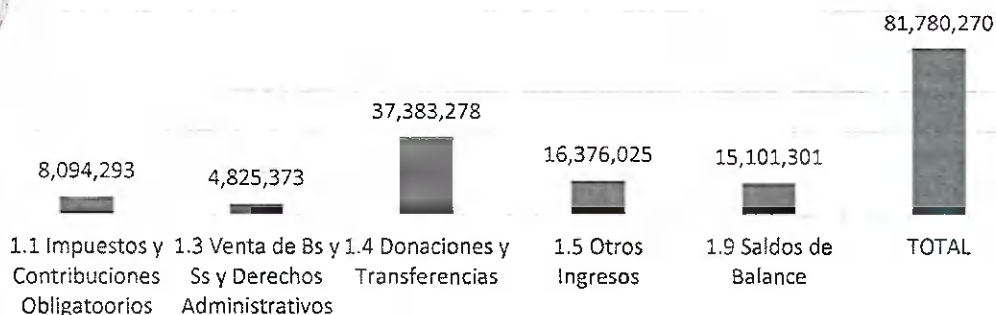 81,780,270
37,383,278
16,376,025
15,101,301
8,094,293
4,825,373
1.1 Impuestos y
Contribuciones
Obligatoorios
1.3 Venta de Bs y
Ss y Derechos
Administrativos
1.4 Donaciones y
Transferencias
1.5 Otros
Ingresos
1.9 Saldos de
Balance
TOTAL